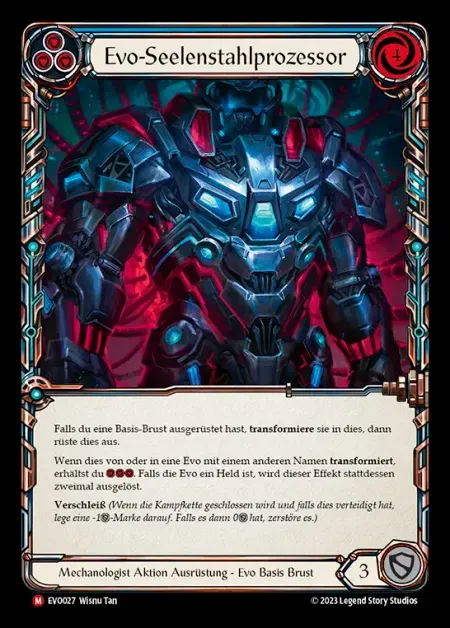 Evo-Seelenstahlprozessor
4
Falls du eine Basis-Brust ausgerüstet hast, transformiere sie in dies, dann
rüste dies aus.
Wenn dies von oder in eine Evo mit einem anderen Namen transformiert,
erhältst du. Falls die Evo ein Held ist, wird dieser Effekt stattdessen
zweimal ausgelöst.
Verschleiß (Wenn die Kampfkette geschlossen wird und falls dies verteidigt hat,
lege eine -1-Marke darauf. Falls es dann 0 hat, zerstöre es.)
Mechanologist Aktion Ausrüstung - Evo Basis Brust
3
M EVO027 Wisnu Tan
© 2023 Legend Story Studios